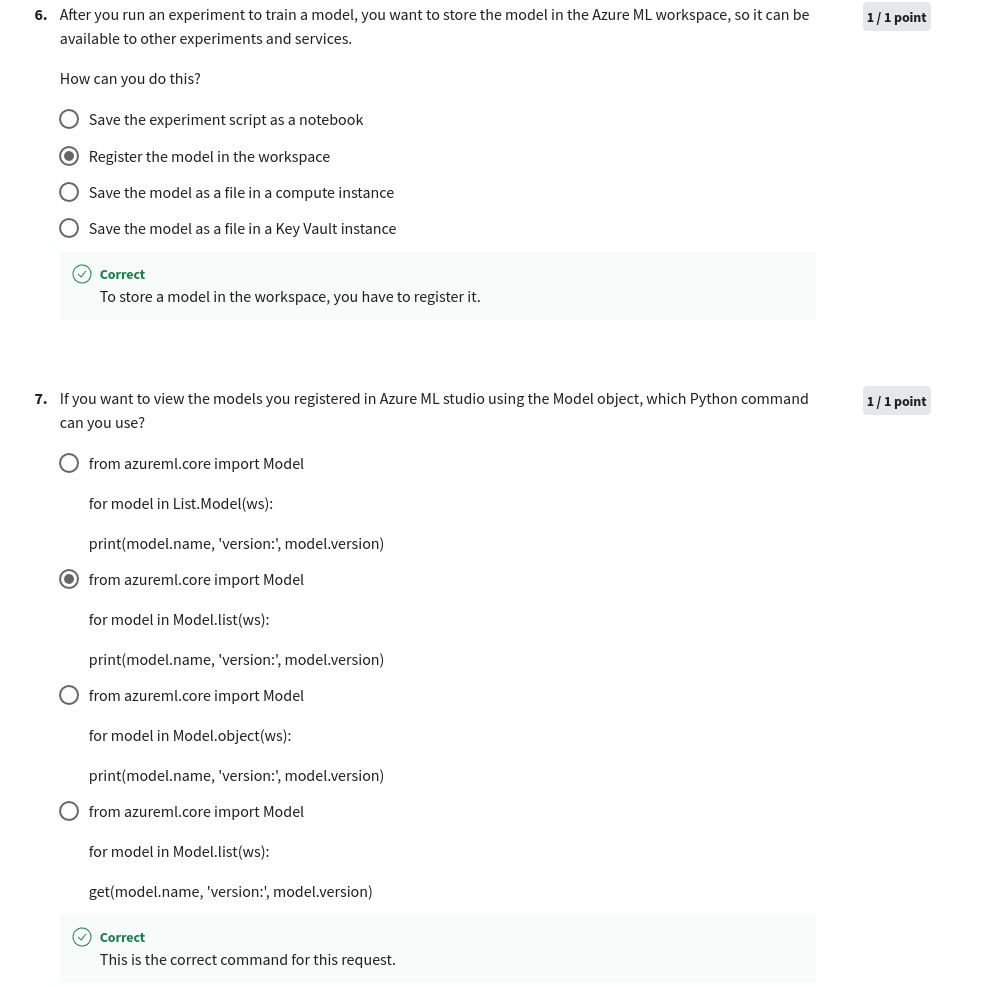 6. After you run an experiment to train a model, you want to store the model in the Azure ML workspace, so it can be
available to other experiments and services.
1 / 1 point
How can you do this?
Save the experiment script as a notebook
Register the model in the workspace
Save the model as a file in a compute instance
Save the model as a file in a Key Vault instance
Correct
To store a model in the workspace, you have to register it.
7. If you want to view the models you registered in Azure ML studio using the Model object, which Python command
can you use?
1 / 1 point
from azureml.core import Model
for model in List.Model(ws):
print(model.name, 'version:', model.version)
from azureml.core import Model
for model in Model.list(ws):
print(model.name, 'version:', model.version)
from azureml.core import Model
for model in Model.object(ws):
print(model.name, 'version:', model.version)
from azureml.core import Model
for model in Model.list(ws):
get(model.name, 'version:', model.version)
Correct
This is the correct command for this request.